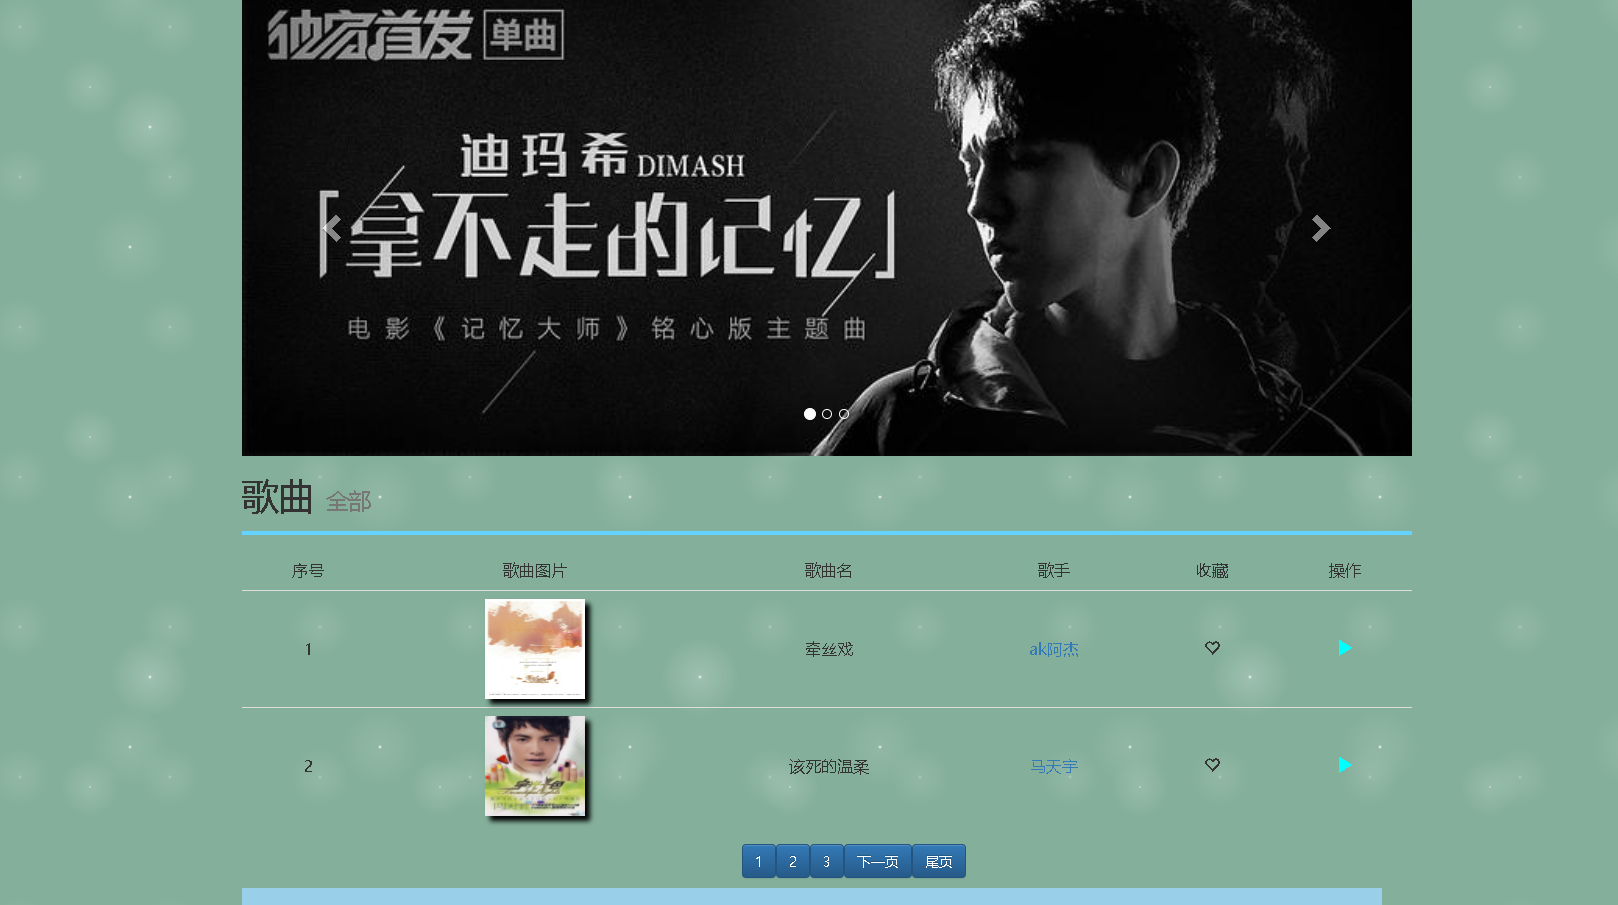 独家首发 单曲
迪玛希 DIMASH
「拿不走的记忆」
电影《记忆大师》铭心版主题曲
歌曲 全部
序号 歌曲图片 歌曲名 歌手 收藏 操作
1 牵丝戏 ak阿杰
2 该死的温柔 马天宇
1 2 3 下一页 尾页